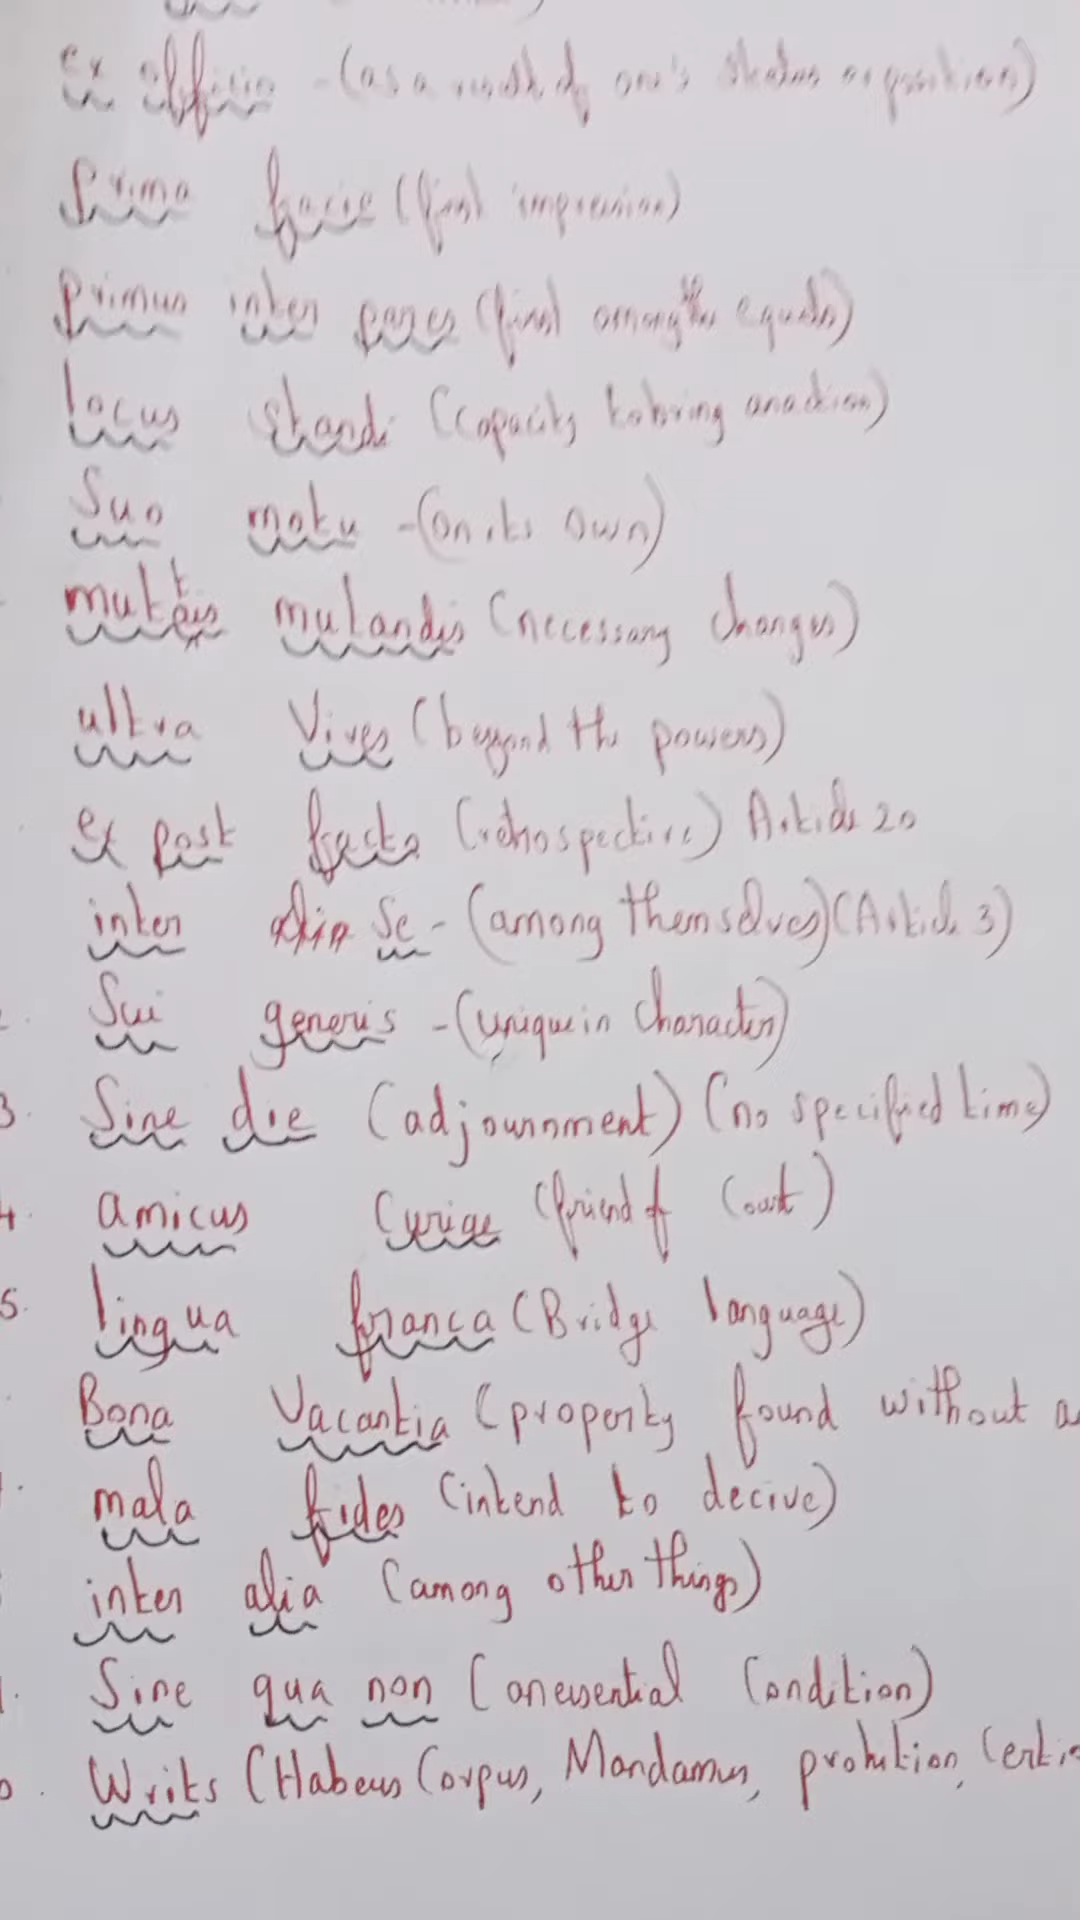 ex officio - (as a result of one's status or position)
Prima facie (first impression)
Primus inter pares (first among the equals)
locus standi (capacity to bring an action)
Suo motu - (on its own)
mutatis mutandis (necessary changes)
ultra Vires (beyond the powers)
ex post facto (retrospective) Article 20
inter se - (among themselves) (Article 3)
Sui generis - (unique in character)
3. Sine die (adjournment) (no specified time)
4. amicus Curiae (friend of Court)
5. lingua franca (Bridge language)
Bona Vacantia (property found without
mala fides (intend to decive)
inter alia (among other things)
Sine qua non (an essential Condition)
Writs (Habeus Corpus, Mandamus,